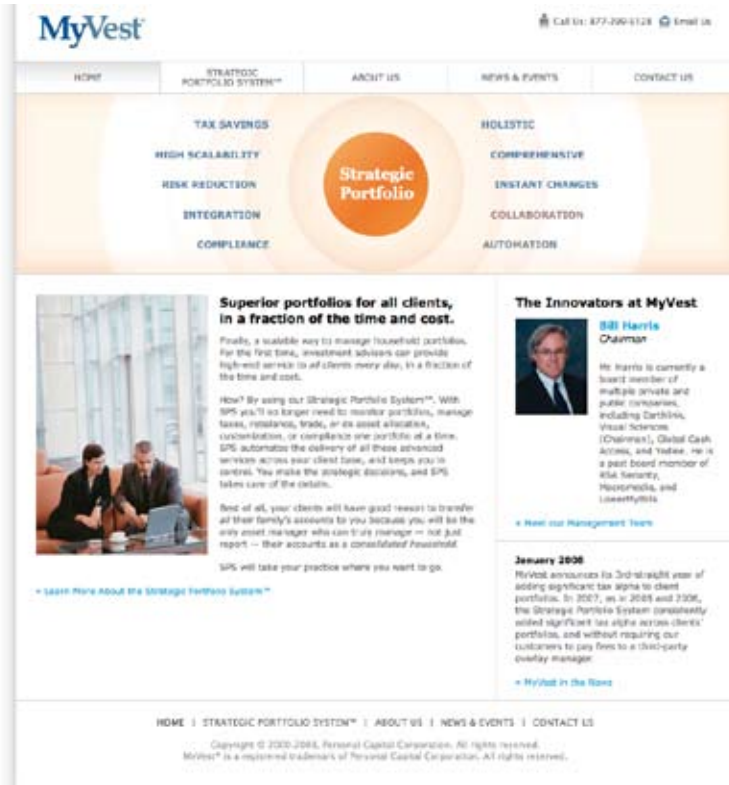 MyVest
Call Us: 877-399-6128 Email Us
HOME
STRATEGIC
PORTFOLIO SYSTEM™
ABOUT US
NEWS & EVENTS
CONTACT US
TAX SAVINGS
HIGH SCALABILITY
RISK REDUCTION
INTEGRATION
COMPLIANCE
Strategic
Portfolio
HOLISTIC
COMPREHENSIVE
INSTANT CHANGES
COLLABORATION
AUTOMATION
Superior portfolios for all clients,
in a fraction of the time and cost.
Finally, a scalable way to manage household portfolios.
For the first time, investment advisers can provide
high-end service to all clients every day, in a fraction of
the time and cost.
How? By using our Strategic Portfolio System™. With
SPS you'll no longer need to monitor portfolios, manage
taxes, rebalance, trade, or do asset allocation,
customization, or compliance one portfolio at a time.
SPS automates the delivery of all these advanced
services across your client base, and keeps you in
control. You make the strategic decisions, and SPS
takes care of the details.
Best of all, your clients will have good reason to transfer
all their family's accounts to you because you will be the
only asset manager who can truly manage — not just
report — their accounts as a consolidated household.
SPS will take your practice where you want to go.
» Learn More About the Strategic Portfolio System™
The Innovators at MyVest
Bill Harris
Chairman
Mr Harris is currently a
board member of
multiple private and
public companies,
including Earthlink,
Visual Sciences
(Chairman), Global Cash
Access, and Yodlee. He is
a past board member of
RSA Security,
Macromedia, and
LowerMyBills
» Meet our Management Team
January 2008
MyVest announces its 3rd-straight year of
adding significant tax alpha to client
portfolios. In 2007, as in 2005 and 2006,
the Strategic Portfolio System consistently
added significant tax alpha across clients'
portfolios, and without requiring our
customers to pay fees to a third-party
overlay manager.
» MyVest in the News
HOME | STRATEGIC PORTFOLIO SYSTEM™ | ABOUT US | NEWS & EVENTS | CONTACT US
Copyright © 2000-2008, Personal Capital Corporation. All rights reserved.
MyVest® is a registered trademark of Personal Capital Corporation. All rights reserved.